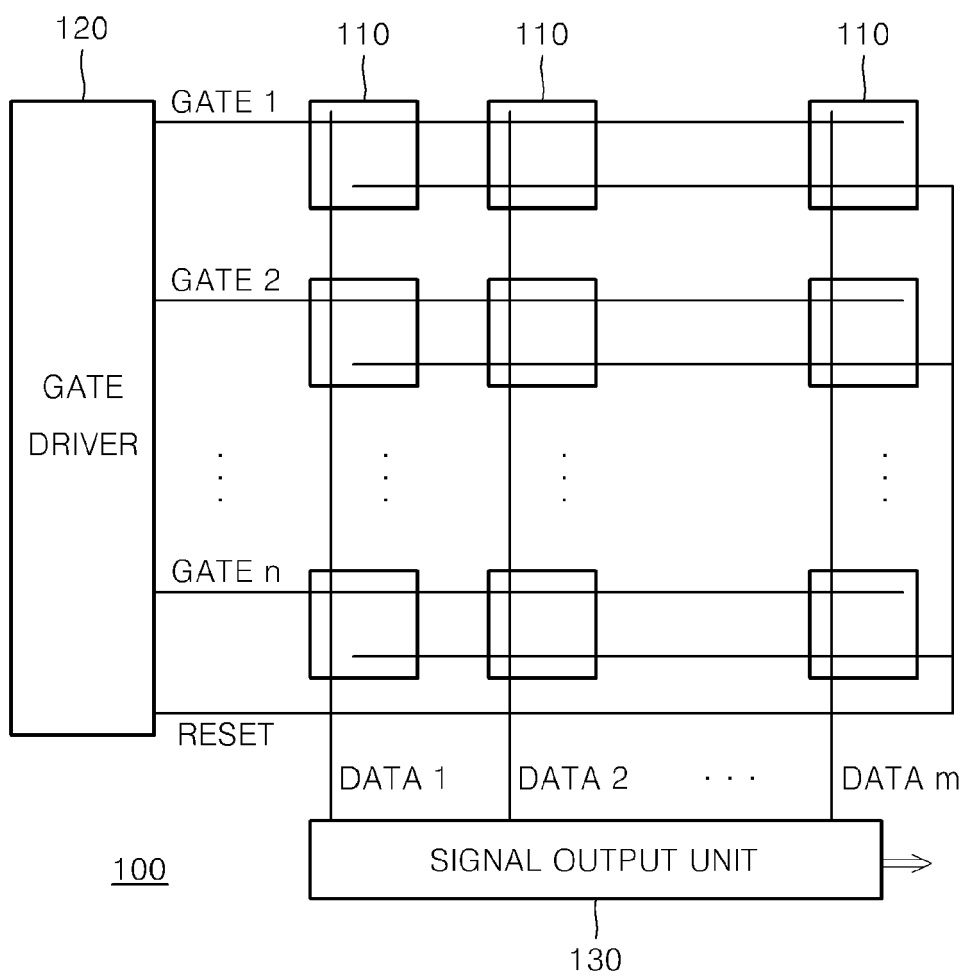 120
110
110
110
GATE 1
GATE 2
GATE
DRIVER
GATE n
RESET
DATA 1
DATA 2
. . .
DATA m
SIGNAL OUTPUT UNIT
100
130